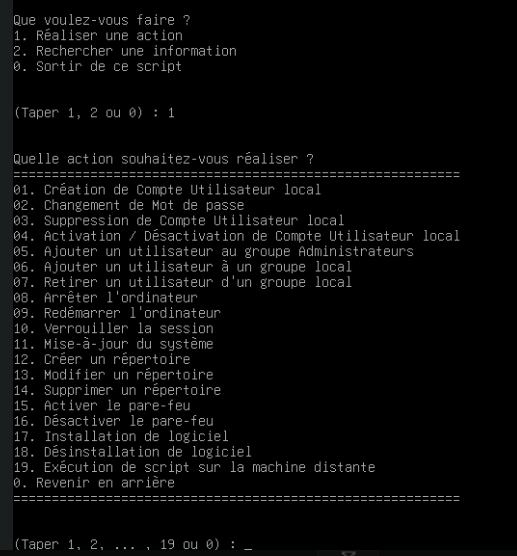 Que voulez-vous faire ?
1. Réaliser une action
2. Rechercher une information
0. Sortir de ce script
(Taper 1, 2 ou 0) : 1
Quelle action souhaitez-vous réaliser ?
==========================================================
01. Création de Compte Utilisateur local
02. Changement de Mot de passe
03. Suppression de Compte Utilisateur local
04. Activation / Désactivation de Compte Utilisateur local
05. Ajouter un utilisateur au groupe Administrateurs
06. Ajouter un utilisateur à un groupe local
07. Retirer un utilisateur d'un groupe local
08. Arrêter l'ordinateur
09. Redémarrer l'ordinateur
10. Verrouiller la session
11. Mise-à-jour du système
12. Créer un répertoire
13. Modifier un répertoire
14. Supprimer un répertoire
15. Activer le pare-feu
16. Désactiver le pare-feu
17. Installation de logiciel
18. Désinstallation de logiciel
19. Exécution de script sur la machine distante
0. Revenir en arrière
==========================================================
(Taper 1, 2, ... , 19 ou 0) : _